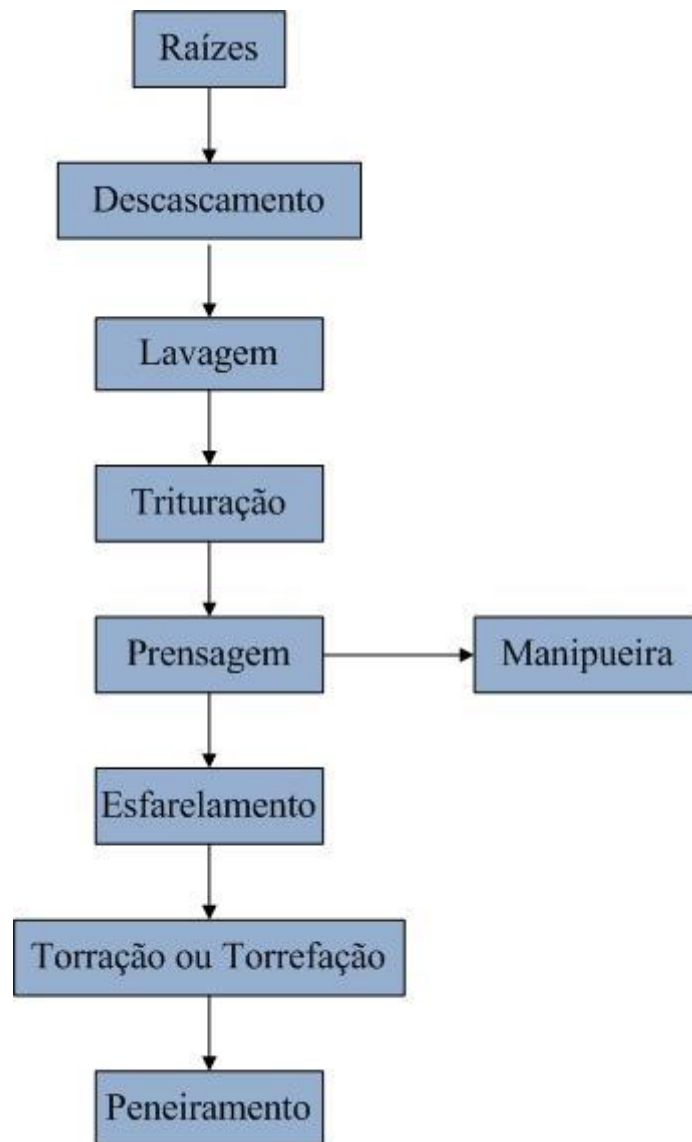 Raízes
Descascamento
Lavagem
Trituração
Prensagem
Manipueira
Esfarelamento
Torração ou Torrefação
Peneiramento